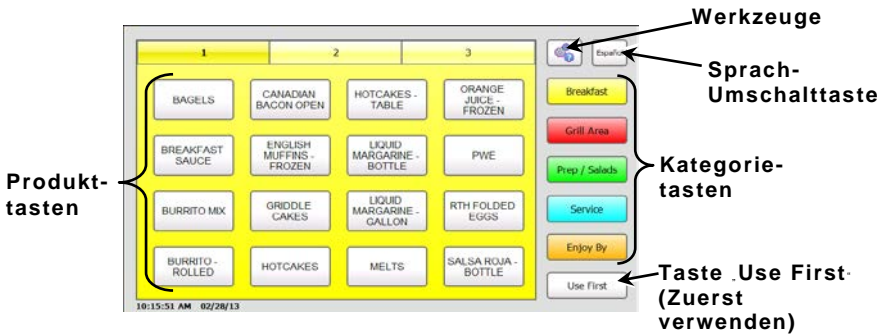 Werkzeuge
1 2 3
Español
Sprach-
Umschalttaste
BAGELS
CANADIAN
BACON OPEN
HOTCAKES -
TABLE
ORANGE
JUICE -
FROZEN
Breakfast
Grill Area
BREAKFAST
SAUCE
ENGLISH
MUFFINS -
FROZEN
LIQUID
MARGARINE -
BOTTLE
PWE
Prep / Salads
Produkt-
tasten
Kategorie-
tasten
BURRITO MIX
GRIDDLE
CAKES
LIQUID
MARGARINE -
GALLON
RTH FOLDED
EGGS
Service
Enjoy By
BURRITO -
ROLLED
HOTCAKES
MELTS
SALSA ROJA -
BOTTLE
Use First
Taste „Use First“
(Zuerst
verwenden)
10:15:51 AM 02/28/13